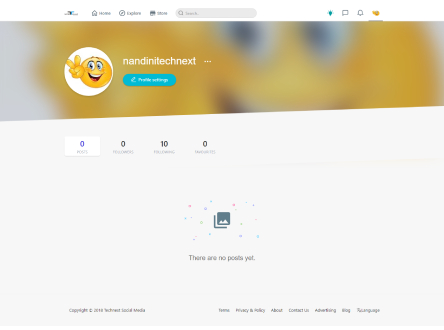 Home Explore Store Search
nandinitechnext ...
Profile settings
0 0 10 0
POSTS FOLLOWERS FOLLOWING FAVOURITES
There are no posts yet.
Copyright © 2018 Technext Social Media Terms Privacy & Policy About Contact Us Advertising Blog Language